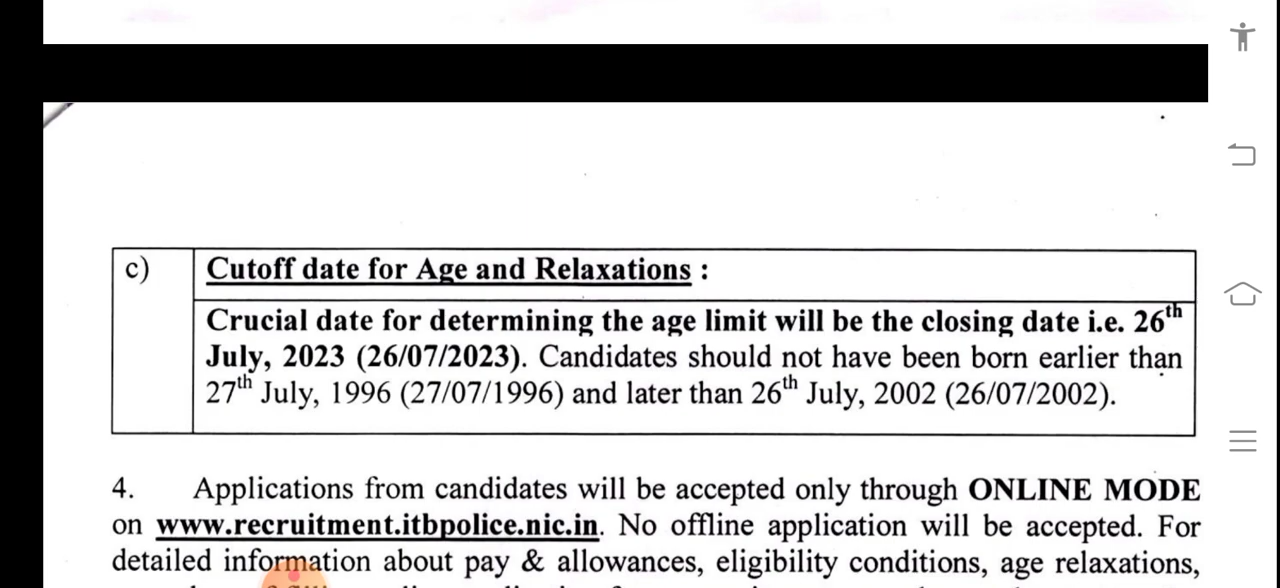 c)
Cutoff date for Age and Relaxations :
Crucial date for determining the age limit will be the closing date i.e. 26th
July, 2023 (26/07/2023). Candidates should not have been born earlier than
27th July, 1996 (27/07/1996) and later than 26th July, 2002 (26/07/2002).
4. Applications from candidates will be accepted only through ONLINE MODE
on www.recruitment.itbpolice.nic.in. No offline application will be accepted. For
detailed information about pay & allowances, eligibility conditions, age relaxations,